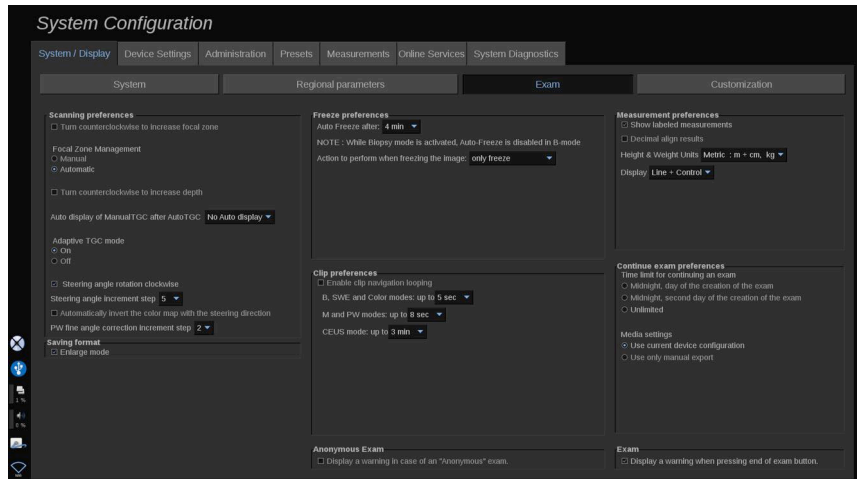 System Configuration
System / Display
Device Settings
Administration
Presets
Measurements
Online Services
System Diagnostics
System
Regional parameters
Exam
Customization
Scanning preferences
Turn counterclockwise to increase focal zone
Focal Zone Management
Manual
Automatic
Turn counterclockwise to increase depth
Auto display of ManualTGC after AutoTGC No Auto display
Adaptive TGC mode
On
Off
Steering angle rotation clockwise
Steering angle increment step 5
Automatically invert the color map with the steering direction
PW fine angle correction increment step 2
Saving format
Enlarge mode
Freeze preferences
Auto Freeze after: 4 min
NOTE : While Biopsy mode is activated, Auto-Freeze is disabled in B-mode
Action to perform when freezing the Image: only freeze
Clip preferences
Enable clip navigation looping
B, SWE and Color modes: up to 5 sec
M and PW modes: up to 8 sec
CEUS mode: up to 3 min
Anonymous Exam
Display a warning in case of an "Anonymous" exam.
Measurement preferences
Show labeled measurements
Decimal align results
Height & Weight Units Metric : m + cm, kg
Display Line + Control
Continue exam preferences
Time limit for continuing an exam
Midnight, day of the creation of the exam
Midnight, second day of the creation of the exam
Unlimited
Media settings
Use current device configuration
Use only manual export
Exam
Display a warning when pressing end of exam button.
1 %